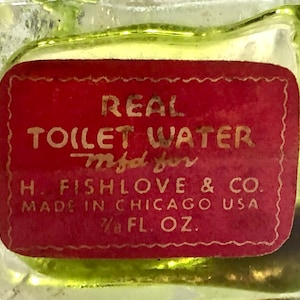 REAL
TOILET WATER
Mfd for
H. FISHLOVE & CO.
MADE IN CHICAGO USA
7/8 FL. OZ.